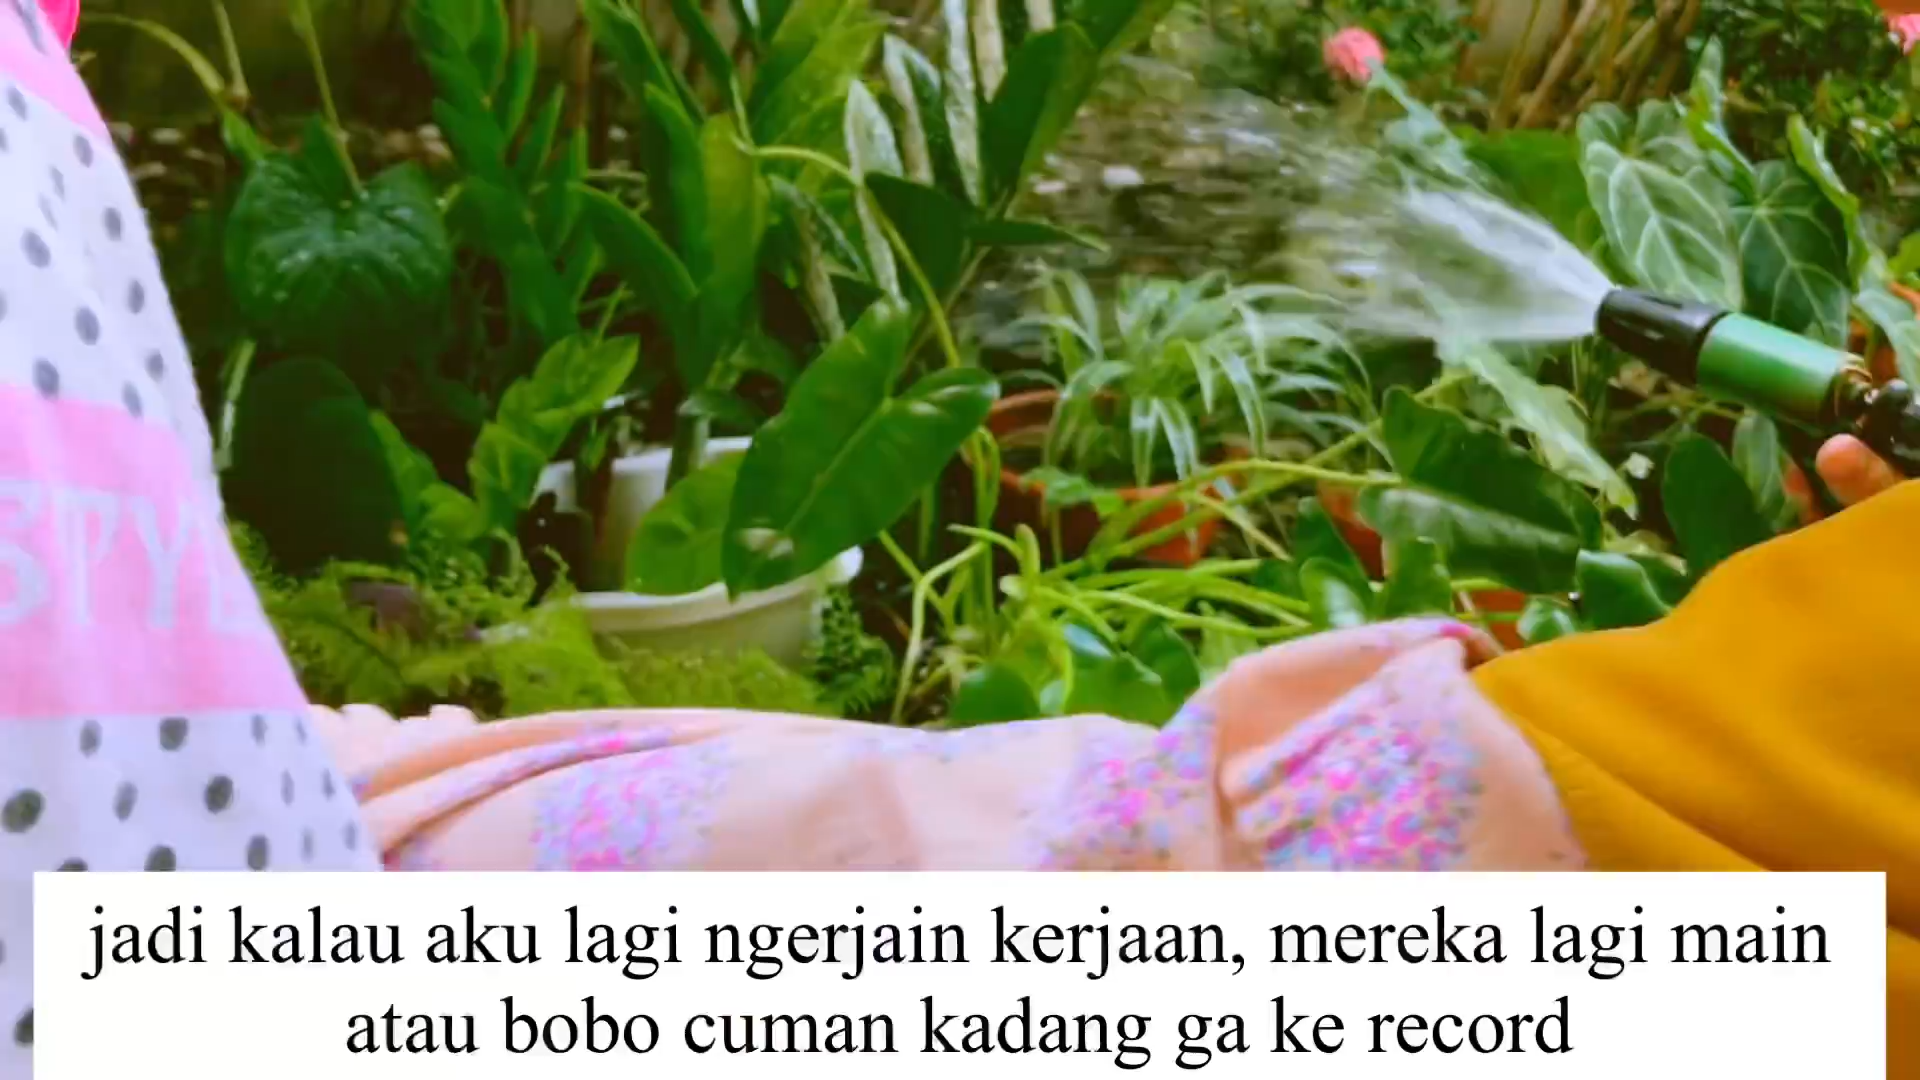 jadi kalau aku lagi ngerjain kerjaan, mereka lagi main
atau bobo cuman kadang ga ke record